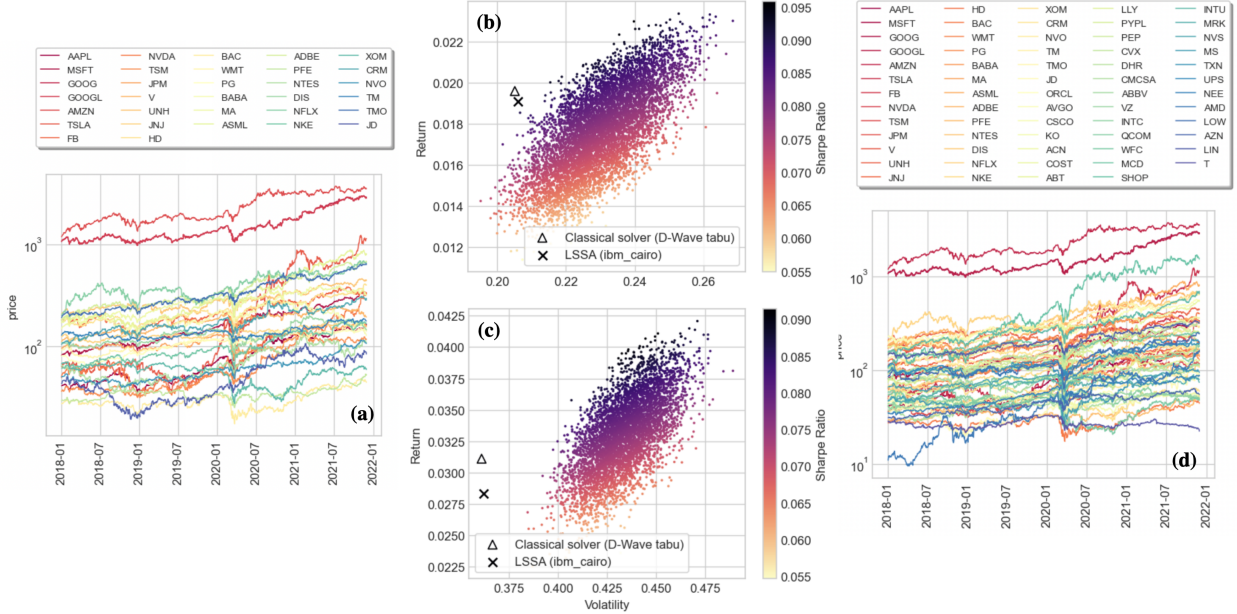 AAPL NVDA BAC ADBE XOM
MSFT TSM WMT PFE CRM
GOOG JPM PG NTES NVO
GOOGL V BABA DIS TM
AMZN UNH MA NFLX TMO
TSLA JNJ ASML NKE JD
FB HD
price
10³
10²
(a)
2018-01 2018-07 2019-01 2019-07 2020-01 2020-07 2021-01 2021-07 2022-01
(b)
Return
0.022
0.020
0.018
0.016
0.014
0.012
Classical solver (D-Wave tabu)
LSSA (ibm_cairo)
0.20 0.22 0.24 0.26
0.095
0.090
0.085
0.080
0.075
0.070
0.065
0.060
0.055
Sharpe Ratio
(c)
Return
0.0425
0.0400
0.0375
0.0350
0.0325
0.0300
0.0275
0.0250
0.0225
Classical solver (D-Wave tabu)
LSSA (ibm_cairo)
0.375 0.400 0.425 0.450 0.475
Volatility
0.090
0.085
0.080
0.075
0.070
0.065
0.060
0.055
Sharpe Ratio
AAPL HD XOM LLY INTU
MSFT BAC CRM PYPL MRK
GOOG WMT NVO PEP NVS
GOOGL PG TM CVX MS
AMZN BABA TMO DHR TXN
TSLA MA JD CMCSA UPS
FB ASML ORCL ABBV NEE
NVDA ADBE AVGO VZ AMD
TSM PFE CSCO INTC LOW
JPM NTES KO QCOM AZN
V DIS ACN WFC LIN
UNH NFLX COST MCD T
JNJ NKE ABT SHOP
10³
10²
10¹
(d)
2018-01 2018-07 2019-01 2019-07 2020-01 2020-07 2021-01 2021-07 2022-01